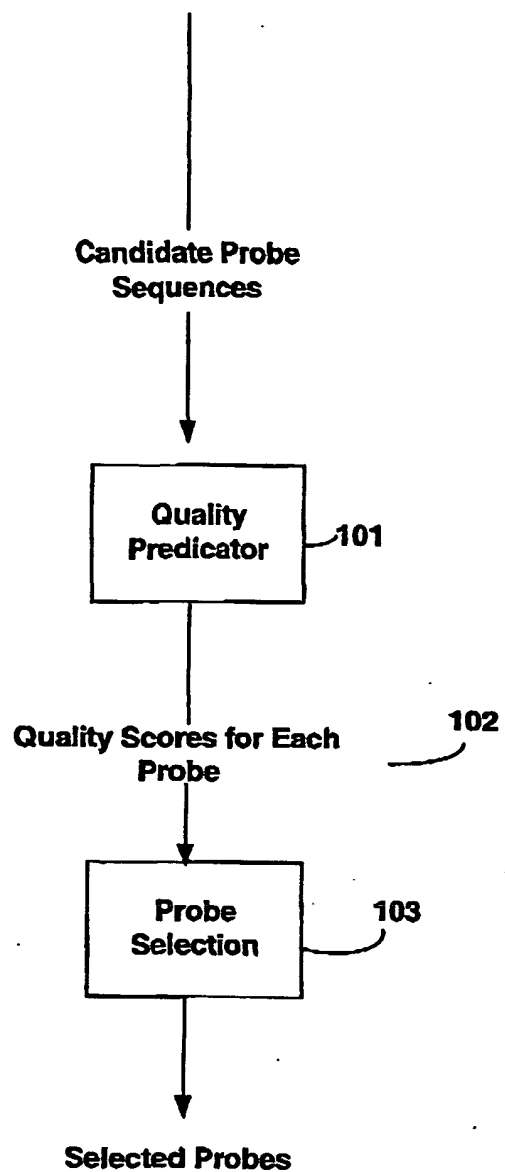 Candidate Probe
Sequences
Quality
Predicator
101
Quality Scores for Each
Probe
102
Probe
Selection
103
Selected Probes